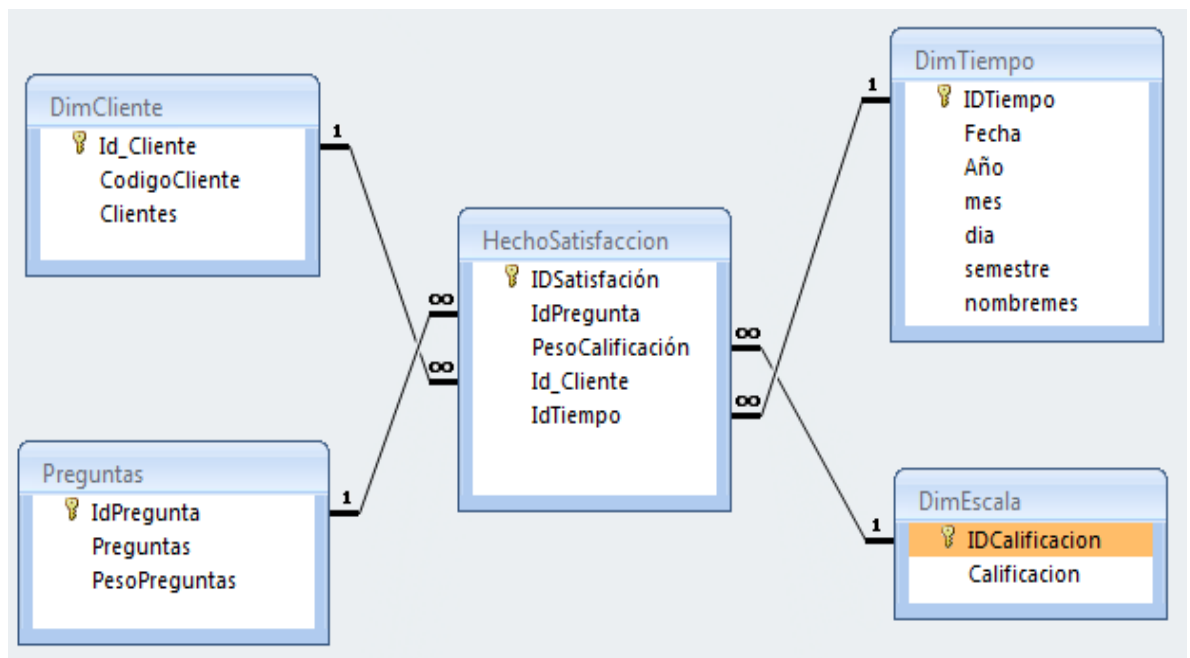 DimCliente
Id_Cliente
CodigoCliente
Clientes
1
Preguntas
IdPregunta
Preguntas
PesoPreguntas
1
HechoSatisfaccion
IDSatisfación
IdPregunta
PesoCalificación
Id_Cliente
IdTiempo
∞
∞
∞
∞
DimTiempo
IDTiempo
Fecha
Año
mes
dia
semestre
nombremes
1
DimEscala
IDCalificacion
Calificacion
1